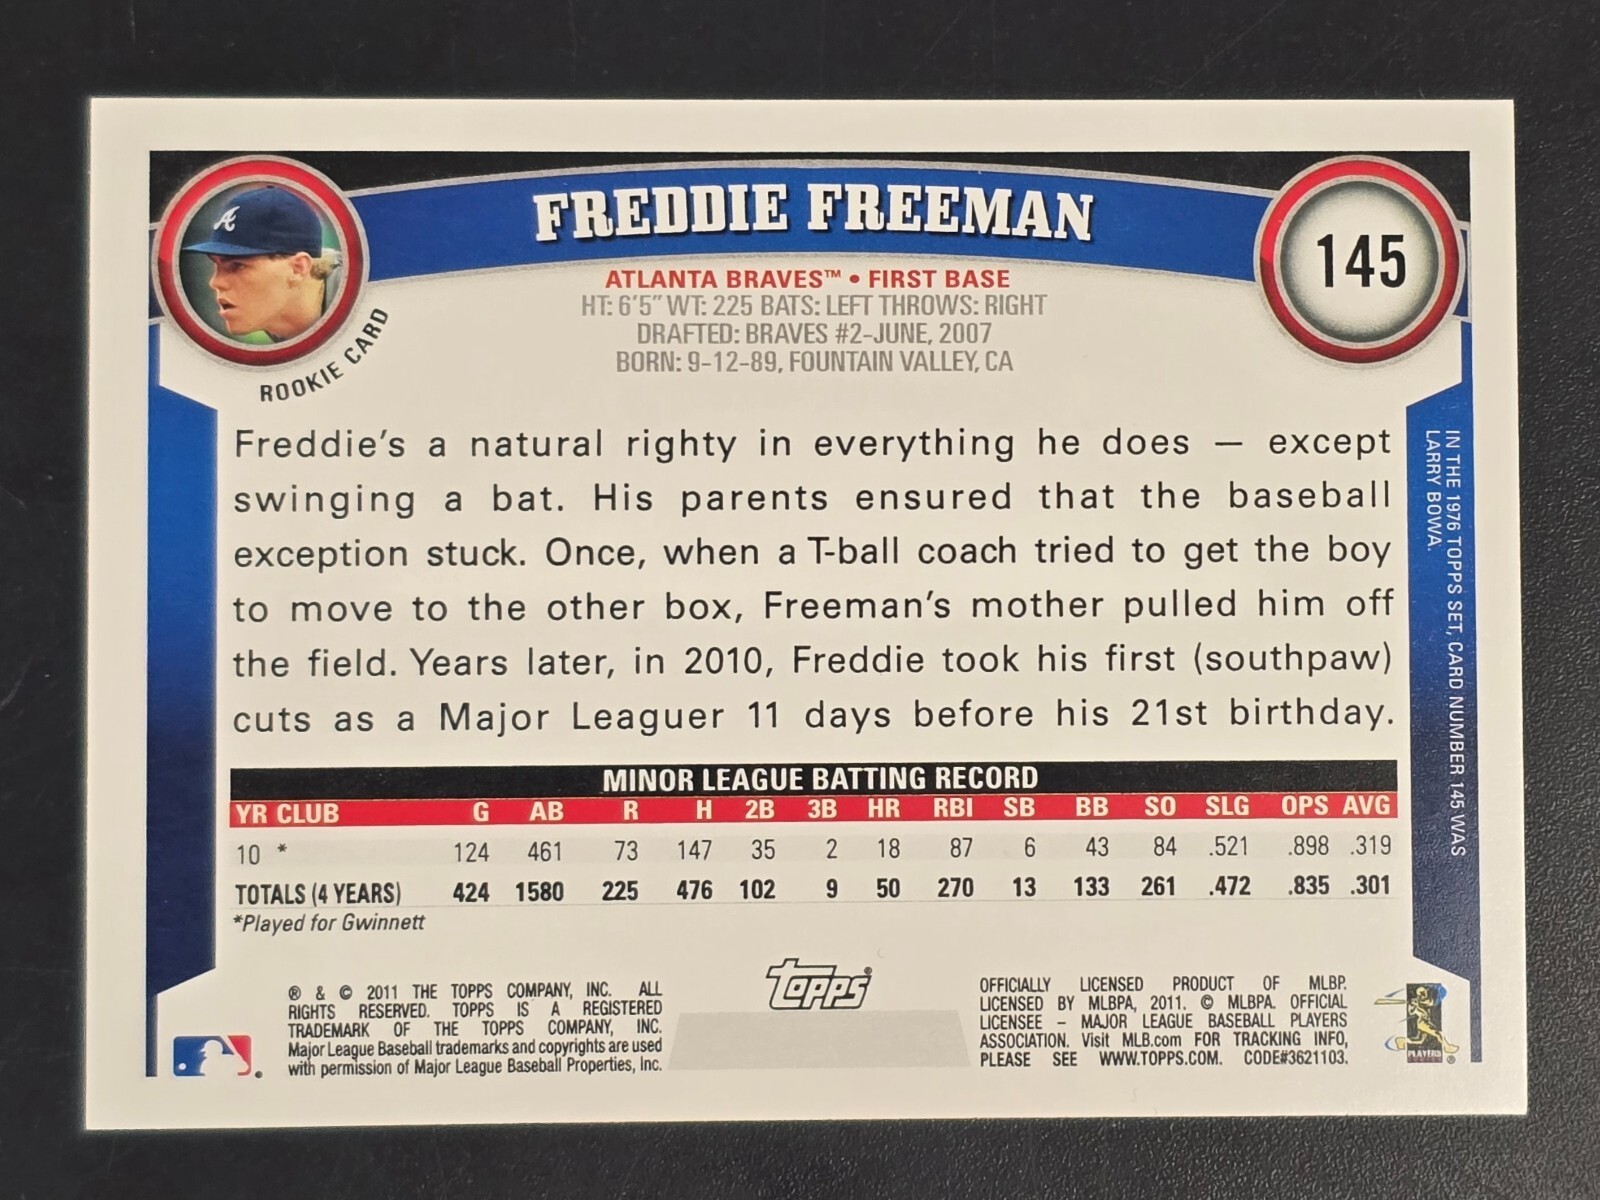 FREDDIE FREEMAN
145
ATLANTA BRAVES™ • FIRST BASE
HT: 6'5" WT: 225 BATS: LEFT THROWS: RIGHT
DRAFTED: BRAVES #2-JUNE, 2007
BORN: 9-12-89, FOUNTAIN VALLEY, CA
A
ROOKIE CARD
Freddie's a natural righty in everything he does — except
swinging a bat. His parents ensured that the baseball
exception stuck. Once, when a T-ball coach tried to get the boy
to move to the other box, Freeman's mother pulled him off
the field. Years later, in 2010, Freddie took his first (southpaw)
cuts as a Major Leaguer 11 days before his 21st birthday.
IN THE 1976 TOPPS SET, CARD NUMBER 145 WAS
LARRY BOWA.
MINOR LEAGUE BATTING RECORD
YR CLUB G AB R H 2B 3B HR RBI SB BB SO SLG OPS AVG
10 * 124 461 73 147 35 2 18 87 6 43 84 .521 .898 .319
TOTALS (4 YEARS) 424 1580 225 476 102 9 50 270 13 133 261 .472 .835 .301
*Played for Gwinnett
® & © 2011 THE TOPPS COMPANY, INC. ALL
RIGHTS RESERVED. TOPPS IS A REGISTERED
TRADEMARK OF THE TOPPS COMPANY, INC.
Major League Baseball trademarks and copyrights are used
with permission of Major League Baseball Properties, Inc.
Topps®
OFFICIALLY LICENSED PRODUCT OF MLBP.
LICENSED BY MLBPA, 2011. © MLBPA. OFFICIAL
LICENSEE – MAJOR LEAGUE BASEBALL PLAYERS
ASSOCIATION. Visit MLB.com FOR TRACKING INFO,
PLEASE SEE WWW.TOPPS.COM. CODE#3621103.
PLAYERS ®